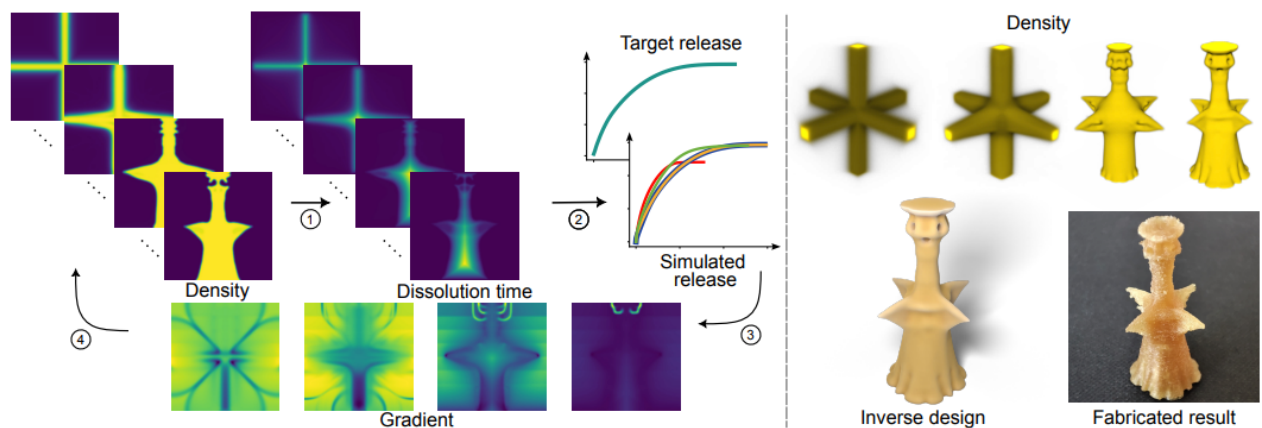 Target release
①
②
Simulated
release
Density
Dissolution time
④
③
Gradient
Density
Inverse design
Fabricated result